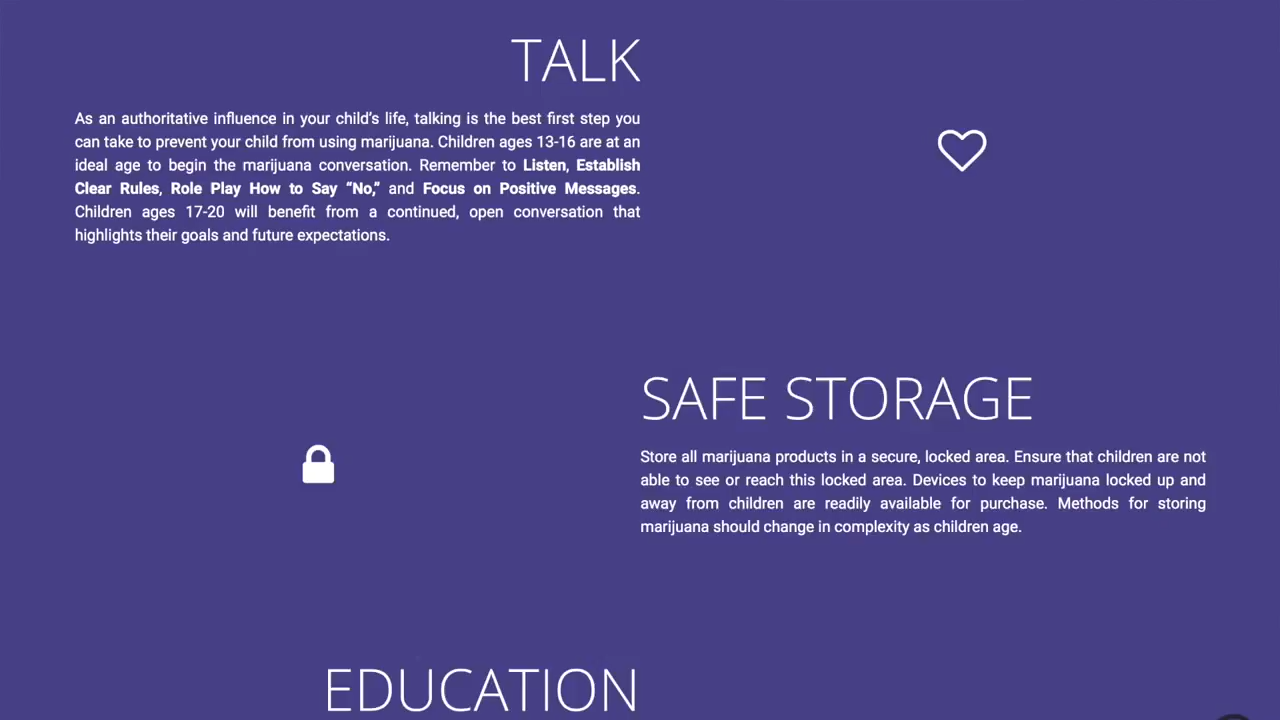 TALK
As an authoritative influence in your child’s life, talking is the best first step you
can take to prevent your child from using marijuana. Children ages 13-16 are at an
ideal age to begin the marijuana conversation. Remember to Listen, Establish
Clear Rules, Role Play How to Say “No,” and Focus on Positive Messages.
Children ages 17-20 will benefit from a continued, open conversation that
highlights their goals and future expectations.
SAFE STORAGE
Store all marijuana products in a secure, locked area. Ensure that children are not
able to see or reach this locked area. Devices to keep marijuana locked up and
away from children are readily available for purchase. Methods for storing
marijuana should change in complexity as children age.
EDUCATION